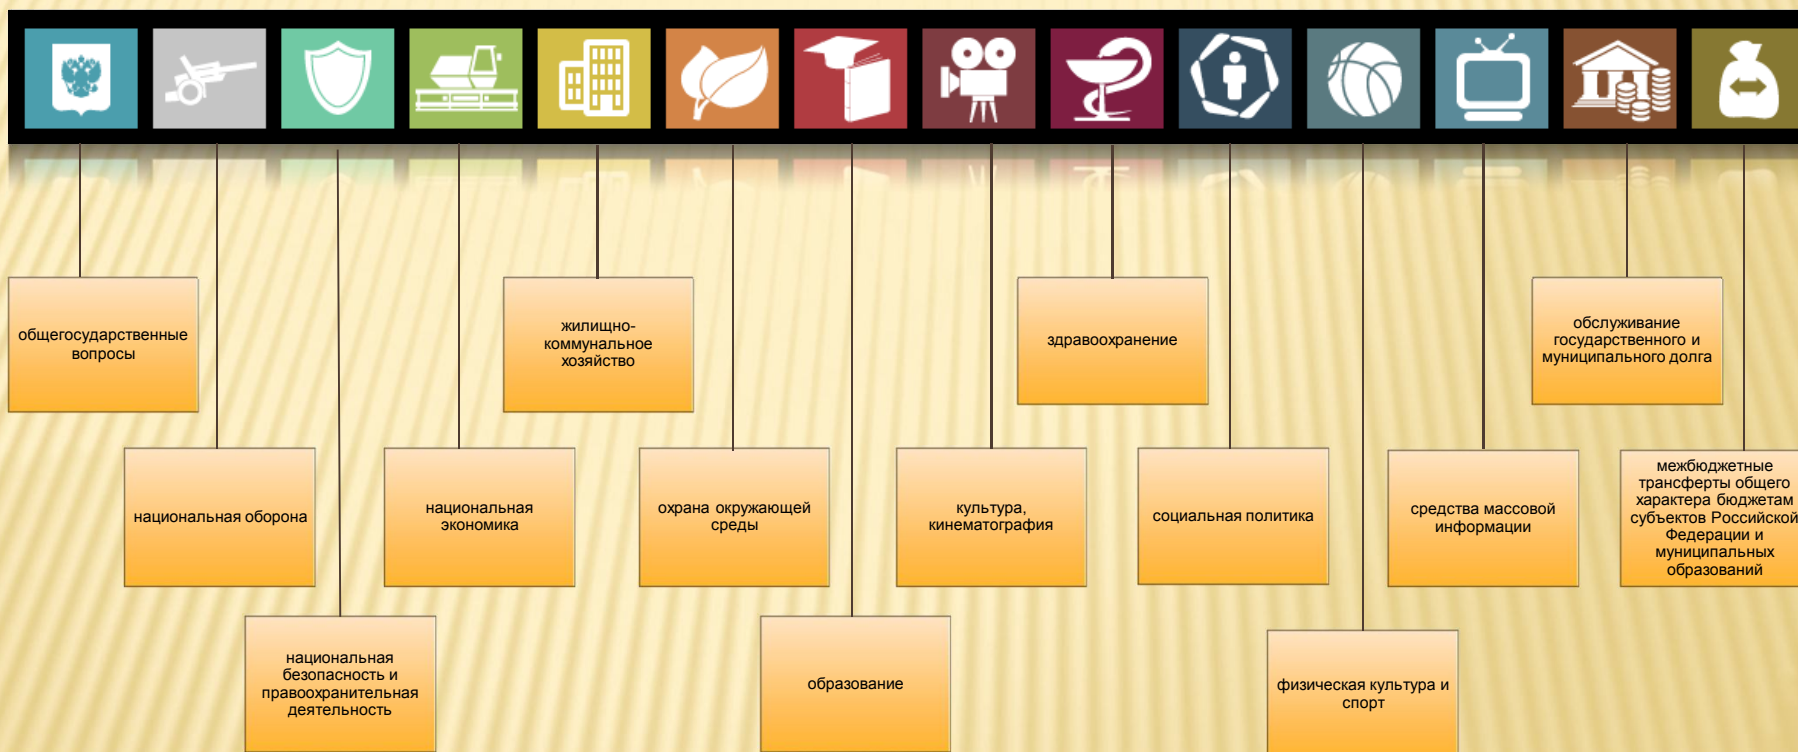 общегосударственные
вопросы
жилищно-
коммунальное
хозяйство
здравоохранение
обслуживание
государственного и
муниципального долга
национальная оборона
национальная
экономика
охрана окружающей
среды
культура,
кинематография
социальная политика
средства массовой
информации
межбюджетные
трансферты общего
характера бюджетам
субъектов Российской
Федерации и
муниципальных
образований
национальная
безопасность и
правоохранительная
деятельность
образование
физическая культура и
спорт